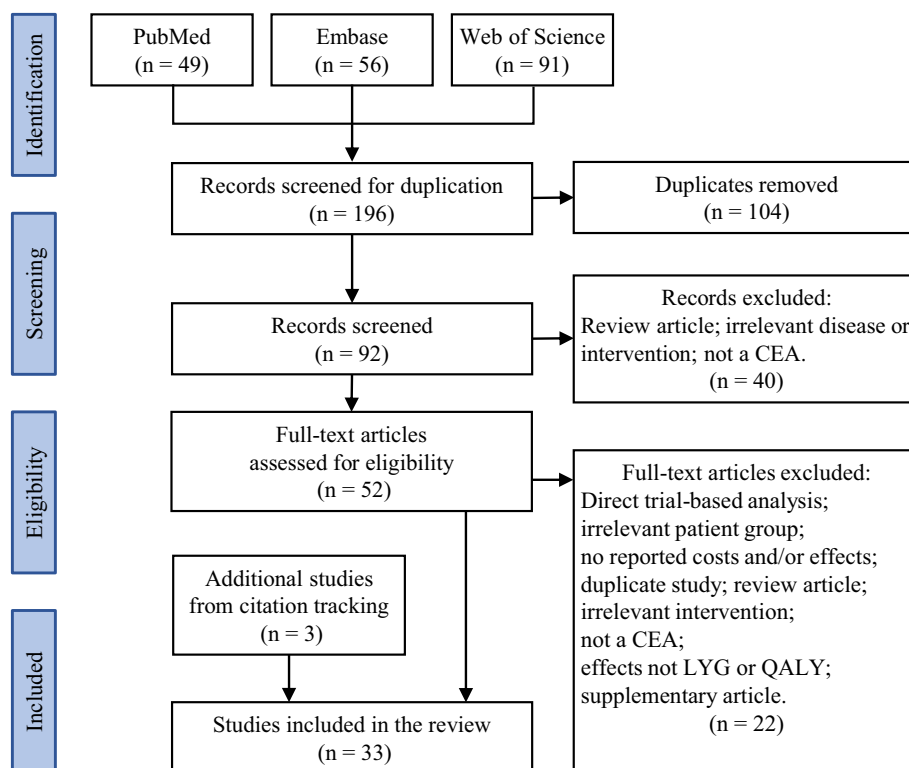 Identification
PubMed
(n = 49)
Embase
(n = 56)
Web of Science
(n = 91)
Records screened for duplication
(n = 196)
Duplicates removed
(n = 104)
Screening
Records screened
(n = 92)
Records excluded:
Review article; irrelevant disease or
intervention; not a CEA.
(n = 40)
Eligibility
Full-text articles
assessed for eligibility
(n = 52)
Full-text articles excluded:
Direct trial-based analysis;
irrelevant patient group;
no reported costs and/or effects;
duplicate study; review article;
irrelevant intervention;
not a CEA;
effects not LYG or QALY;
supplementary article.
(n = 22)
Additional studies
from citation tracking
(n = 3)
Included
Studies included in the review
(n = 33)